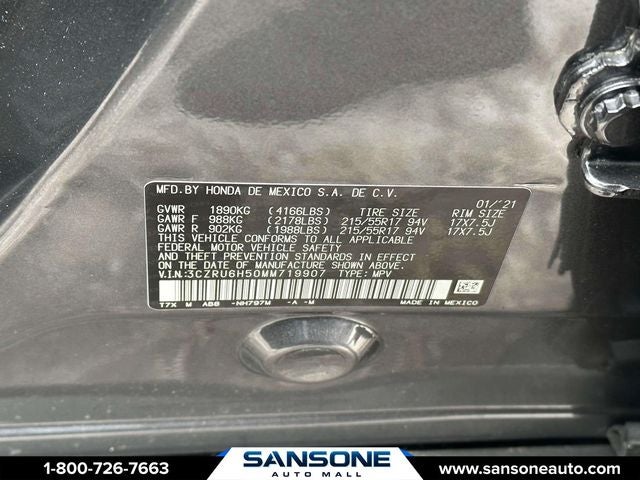 MFD.BY HONDA DE MEXICO S.A. DE C.V.
01/'21
GVWR 1890KG (4166LBS) TIRE SIZE RIM SIZE
GAWR F 988KG (2178LBS) 215/55R17 94V 17X7.5J
GAWR R 902KG (1988LBS) 215/55R17 94V 17X7.5J
THIS VEHICLE CONFORMS TO ALL APPLICABLE
FEDERAL MOTOR VEHICLE SAFETY, BUMPER,
AND THEFT PREVENTION STANDARDS IN EFFECT
ON THE DATE OF MANUFACTURE SHOWN ABOVE.
V.I.N:3CZRU6H50MM719907 TYPE: MPV
T7X M ABB -NH797M -A -M MADE IN MEXICO
1-800-726-7663
SANSONE
AUTO MALL
www.sansoneauto.com